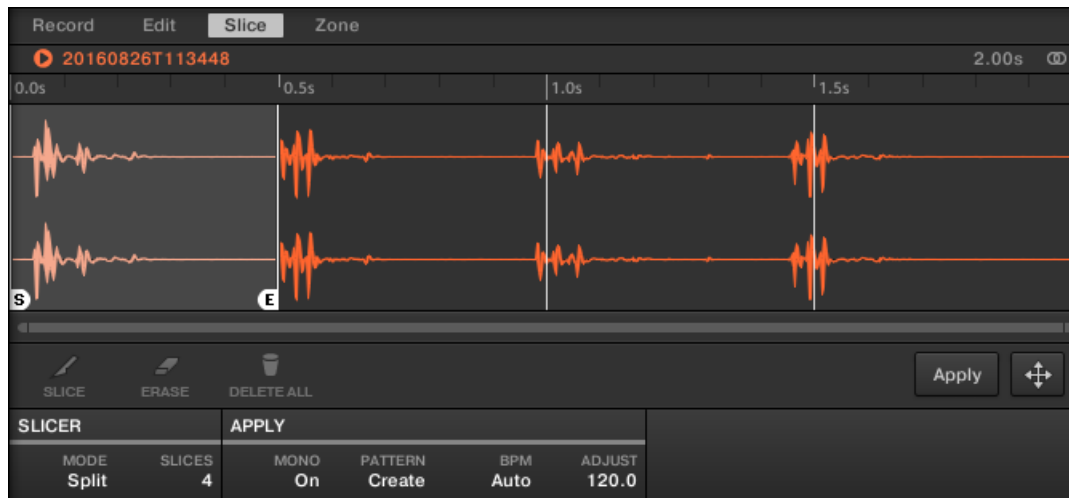 Record Edit Slice Zone
20160826T113448 2.00s
0.0s 0.5s 1.0s 1.5s
S E
SLICE ERASE DELETE ALL Apply
SLICER APPLY
MODE SLICES MONO PATTERN BPM ADJUST
Split 4 On Create Auto 120.0